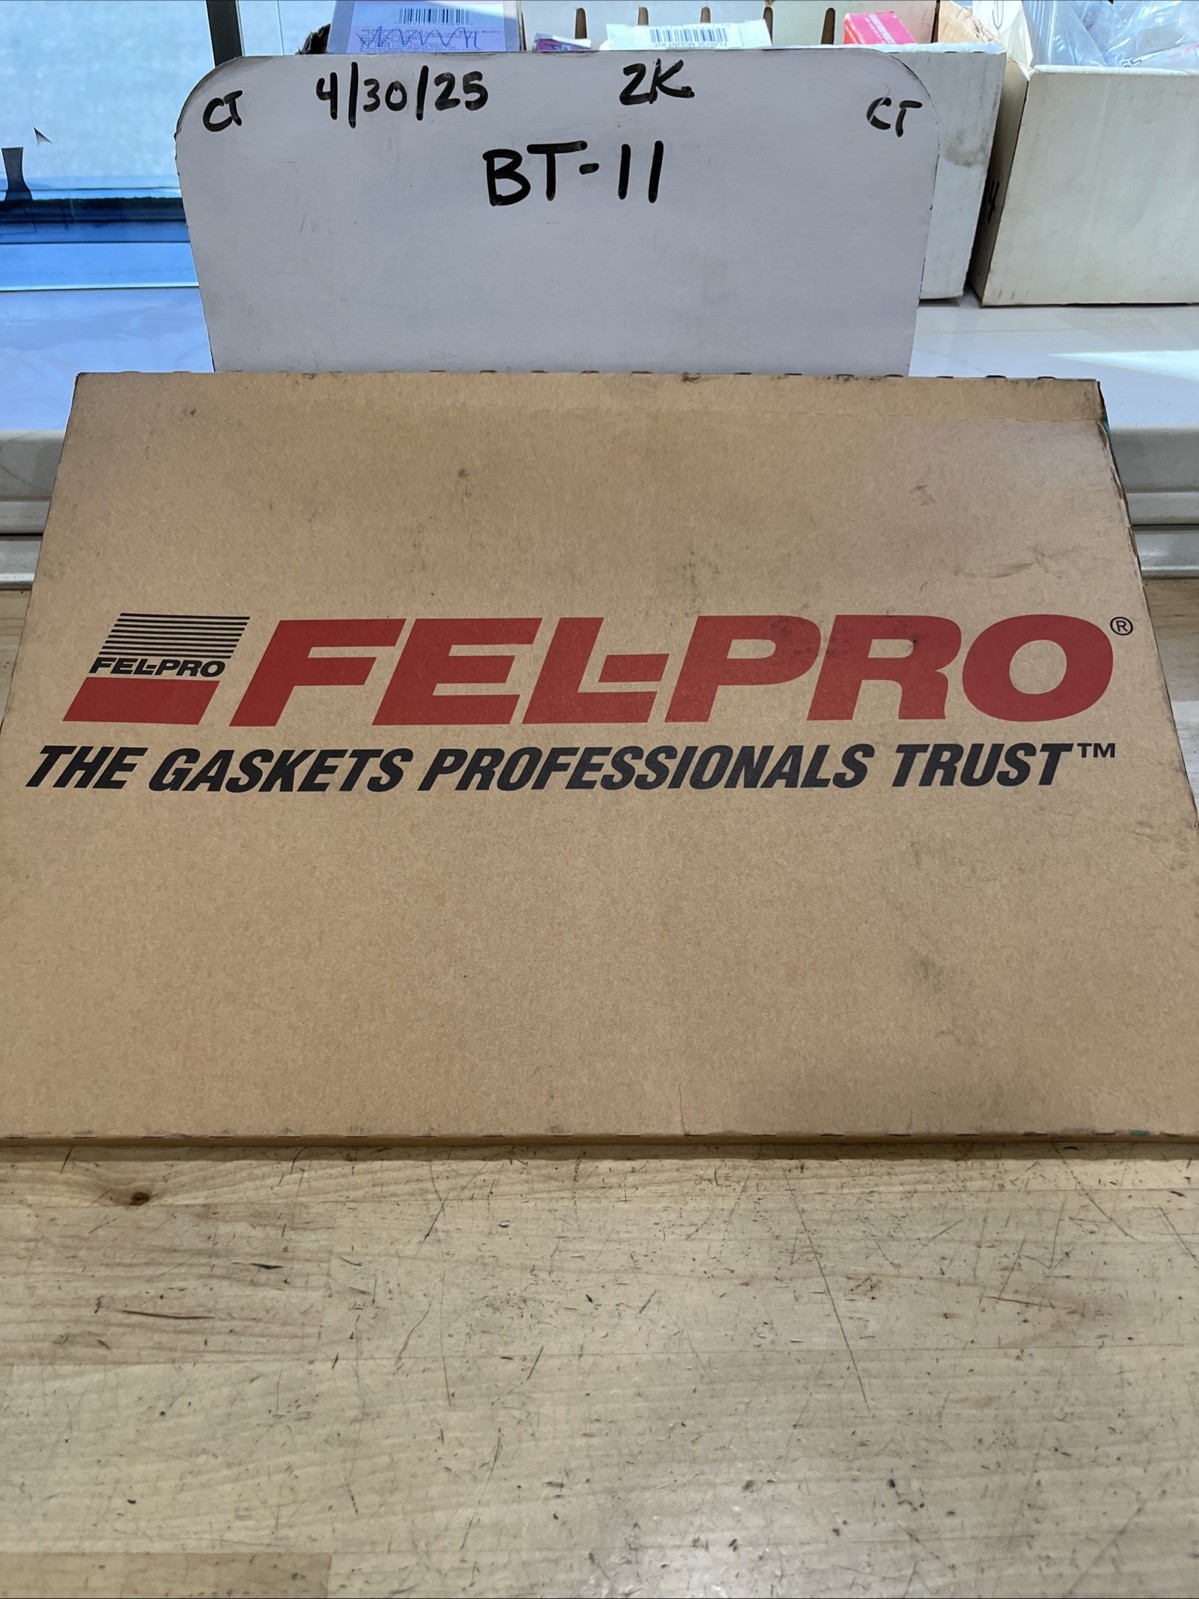 CT 4/30/25 2K CT
BT-11
FEL-PRO FEL-PRO®
THE GASKETS PROFESSIONALS TRUST™